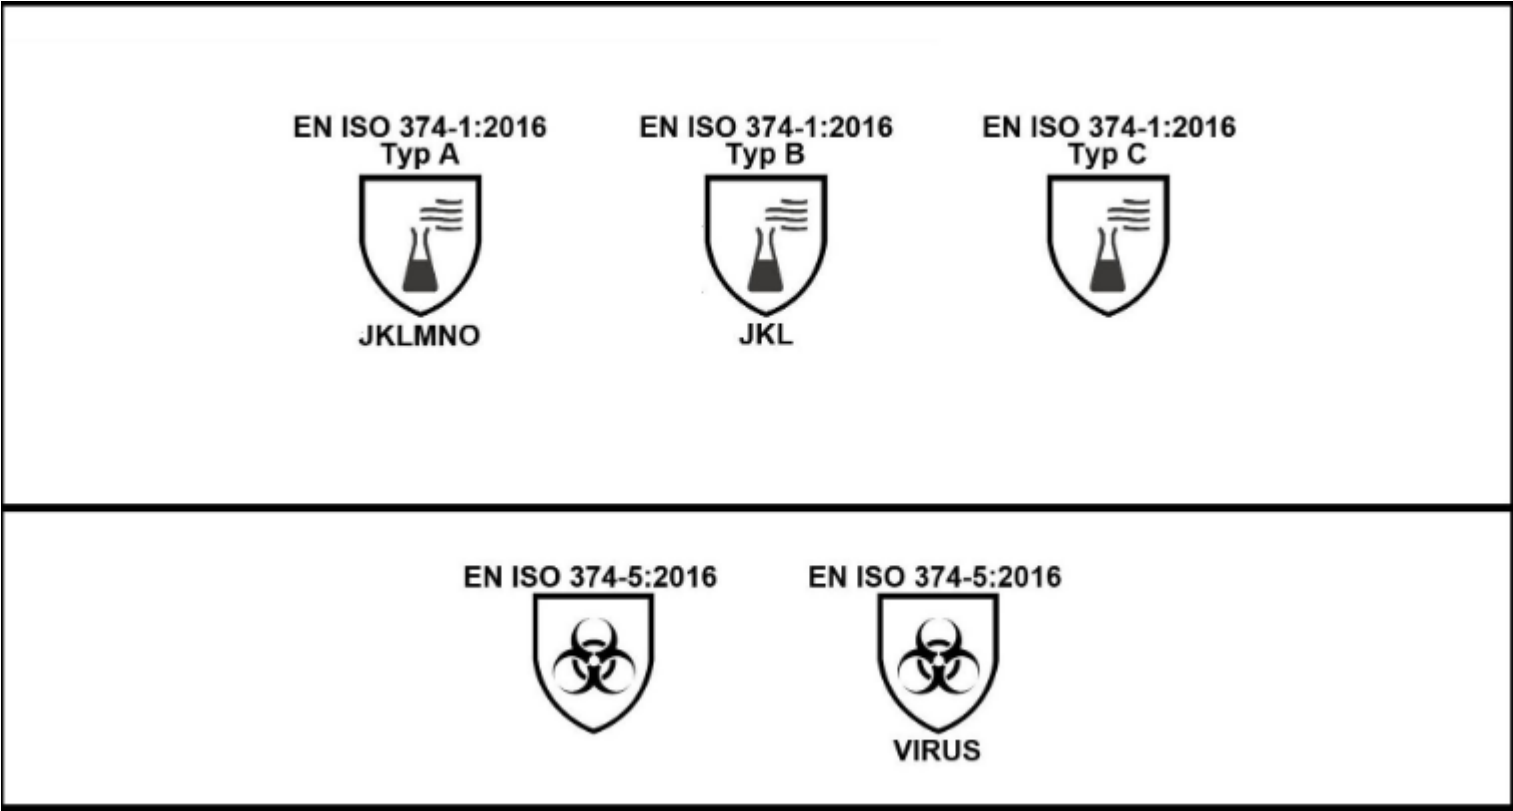 EN ISO 374-1:2016
Typ A
JKLMNO
EN ISO 374-1:2016
Typ B
JKL
EN ISO 374-1:2016
Typ C
EN ISO 374-5:2016
EN ISO 374-5:2016
VIRUS